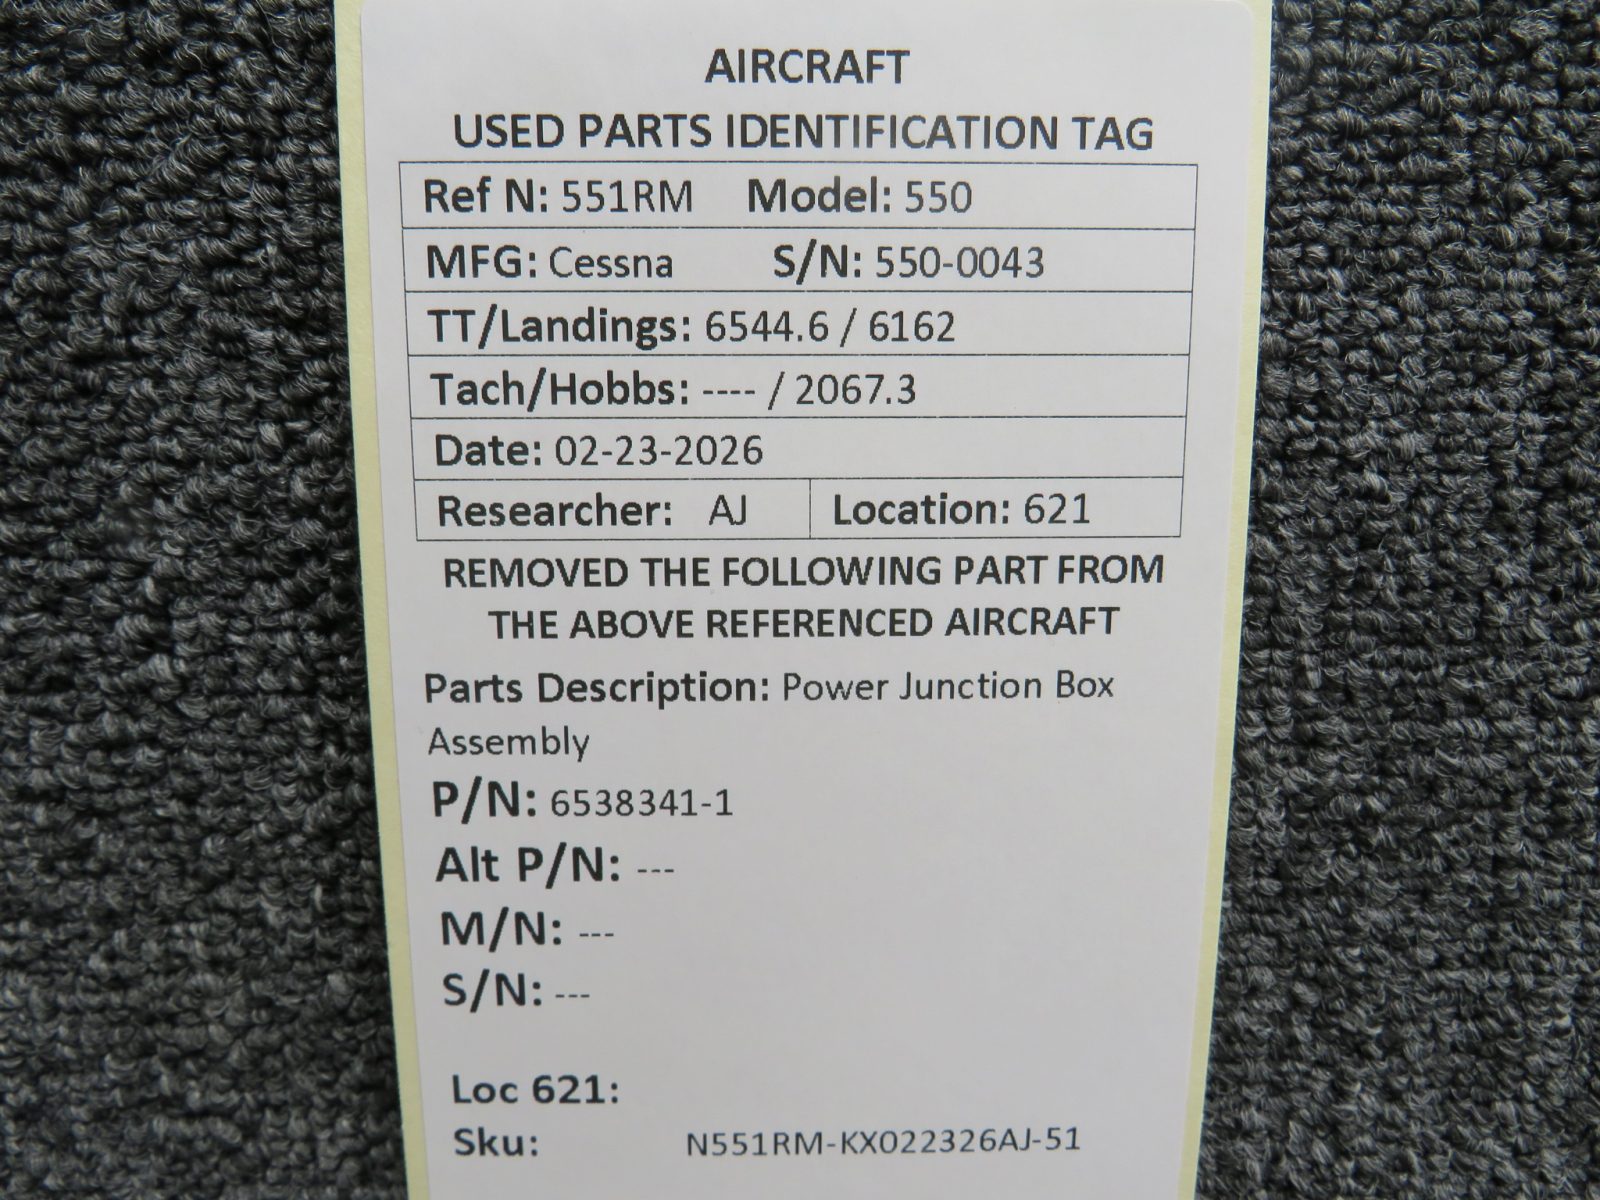 AIRCRAFT
USED PARTS IDENTIFICATION TAG
Ref N: 551RM Model: 550
MFG: Cessna S/N: 550-0043
TT/Landings: 6544.6 / 6162
Tach/Hobbs: ---- / 2067.3
Date: 02-23-2026
Researcher: AJ Location: 621
REMOVED THE FOLLOWING PART FROM
THE ABOVE REFERENCED AIRCRAFT
Parts Description: Power Junction Box
Assembly
P/N: 6538341-1
Alt P/N: ---
M/N: ---
S/N: ---
Loc 621:
Sku: N551RM-KX022326AJ-51